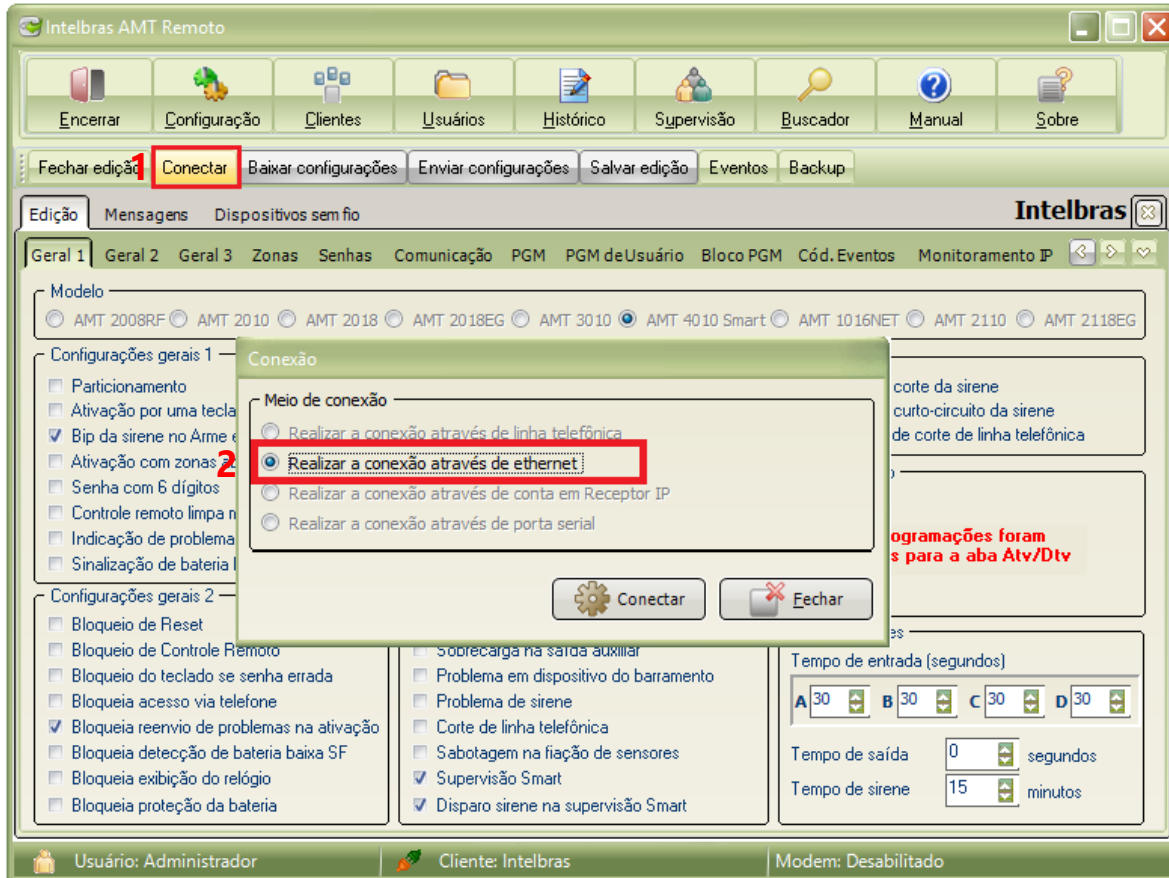 Intelbras AMT Remoto
Encerrar Configuração Clientes Usuários Histórico Supervisão Buscador Manual Sobre
Fechar edição 1 Conectar Baixar configurações Enviar configurações Salvar edição Eventos Backup
Edição Mensagens Dispositivos sem fio Intelbras
Geral 1 Geral 2 Geral 3 Zonas Senhas Comunicação PGM PGM de Usuário Bloco PGM Cód. Eventos Monitoramento IP
Modelo
AMT 2008RF AMT 2010 AMT 2018 AMT 2018EG AMT 3010 AMT 4010 Smart AMT 1016NET AMT 2110 AMT 2118EG
Configurações gerais 1
Particionamento
Ativação por uma tecla
Bip da sirene no Arme e
Ativação com zonas
Senha com 6 dígitos
Controle remoto limpa
Indicação de problema
Sinalização de bateria
Conexão
Meio de conexão
Realizar a conexão através de linha telefônica
2 Realizar a conexão através de ethernet
Realizar a conexão através de conta em Receptor IP
Realizar a conexão através de porta serial
Conectar Fechar
corte da sirene
curto-circuito da sirene
de corte de linha telefônica
ogramações foram
s para a aba Atv/Dtv
Configurações gerais 2
Bloqueio de Reset
Bloqueio de Controle Remoto
Bloqueio do teclado se senha errada
Bloqueia acesso via telefone
Bloqueia reenvio de problemas na ativação
Bloqueia detecção de bateria baixa SF
Bloqueia exibição do relógio
Bloqueia proteção da bateria
Sobrecarga na saída auxiliar
Problema em dispositivo do barramento
Problema de sirene
Corte de linha telefônica
Sabotagem na fiação de sensores
Supervisão Smart
Disparo sirene na supervisão Smart
es
Tempo de entrada (segundos)
A 30 B 30 C 30 D 30
Tempo de saída 0 segundos
Tempo de sirene 15 minutos
Usuário: Administrador Cliente: Intelbras Modem: Desabilitado